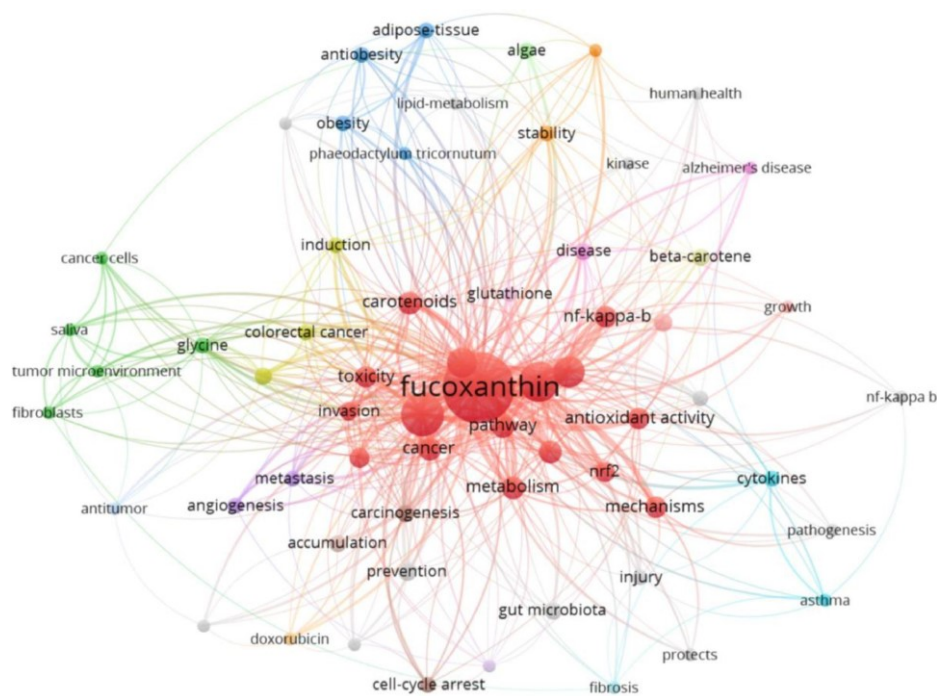 adipose-tissue
antiobesity
algae
lipid-metabolism
human health
obesity
stability
phaeodactylum tricornutum
kinase
alzheimer's disease
induction
disease
beta-carotene
cancer cells
carotenoids
glutathione
growth
nf-kappa-b
saliva
colorectal cancer
glycine
tumor microenvironment
toxicity
fucoxanthin
nf-kappa b
fibroblasts
invasion
pathway
antioxidant activity
cancer
metastasis
nrf2
cytokines
metabolism
antitumor
angiogenesis
carcinogenesis
mechanisms
pathogenesis
accumulation
prevention
injury
asthma
gut microbiota
doxorubicin
protects
cell-cycle arrest
fibrosis